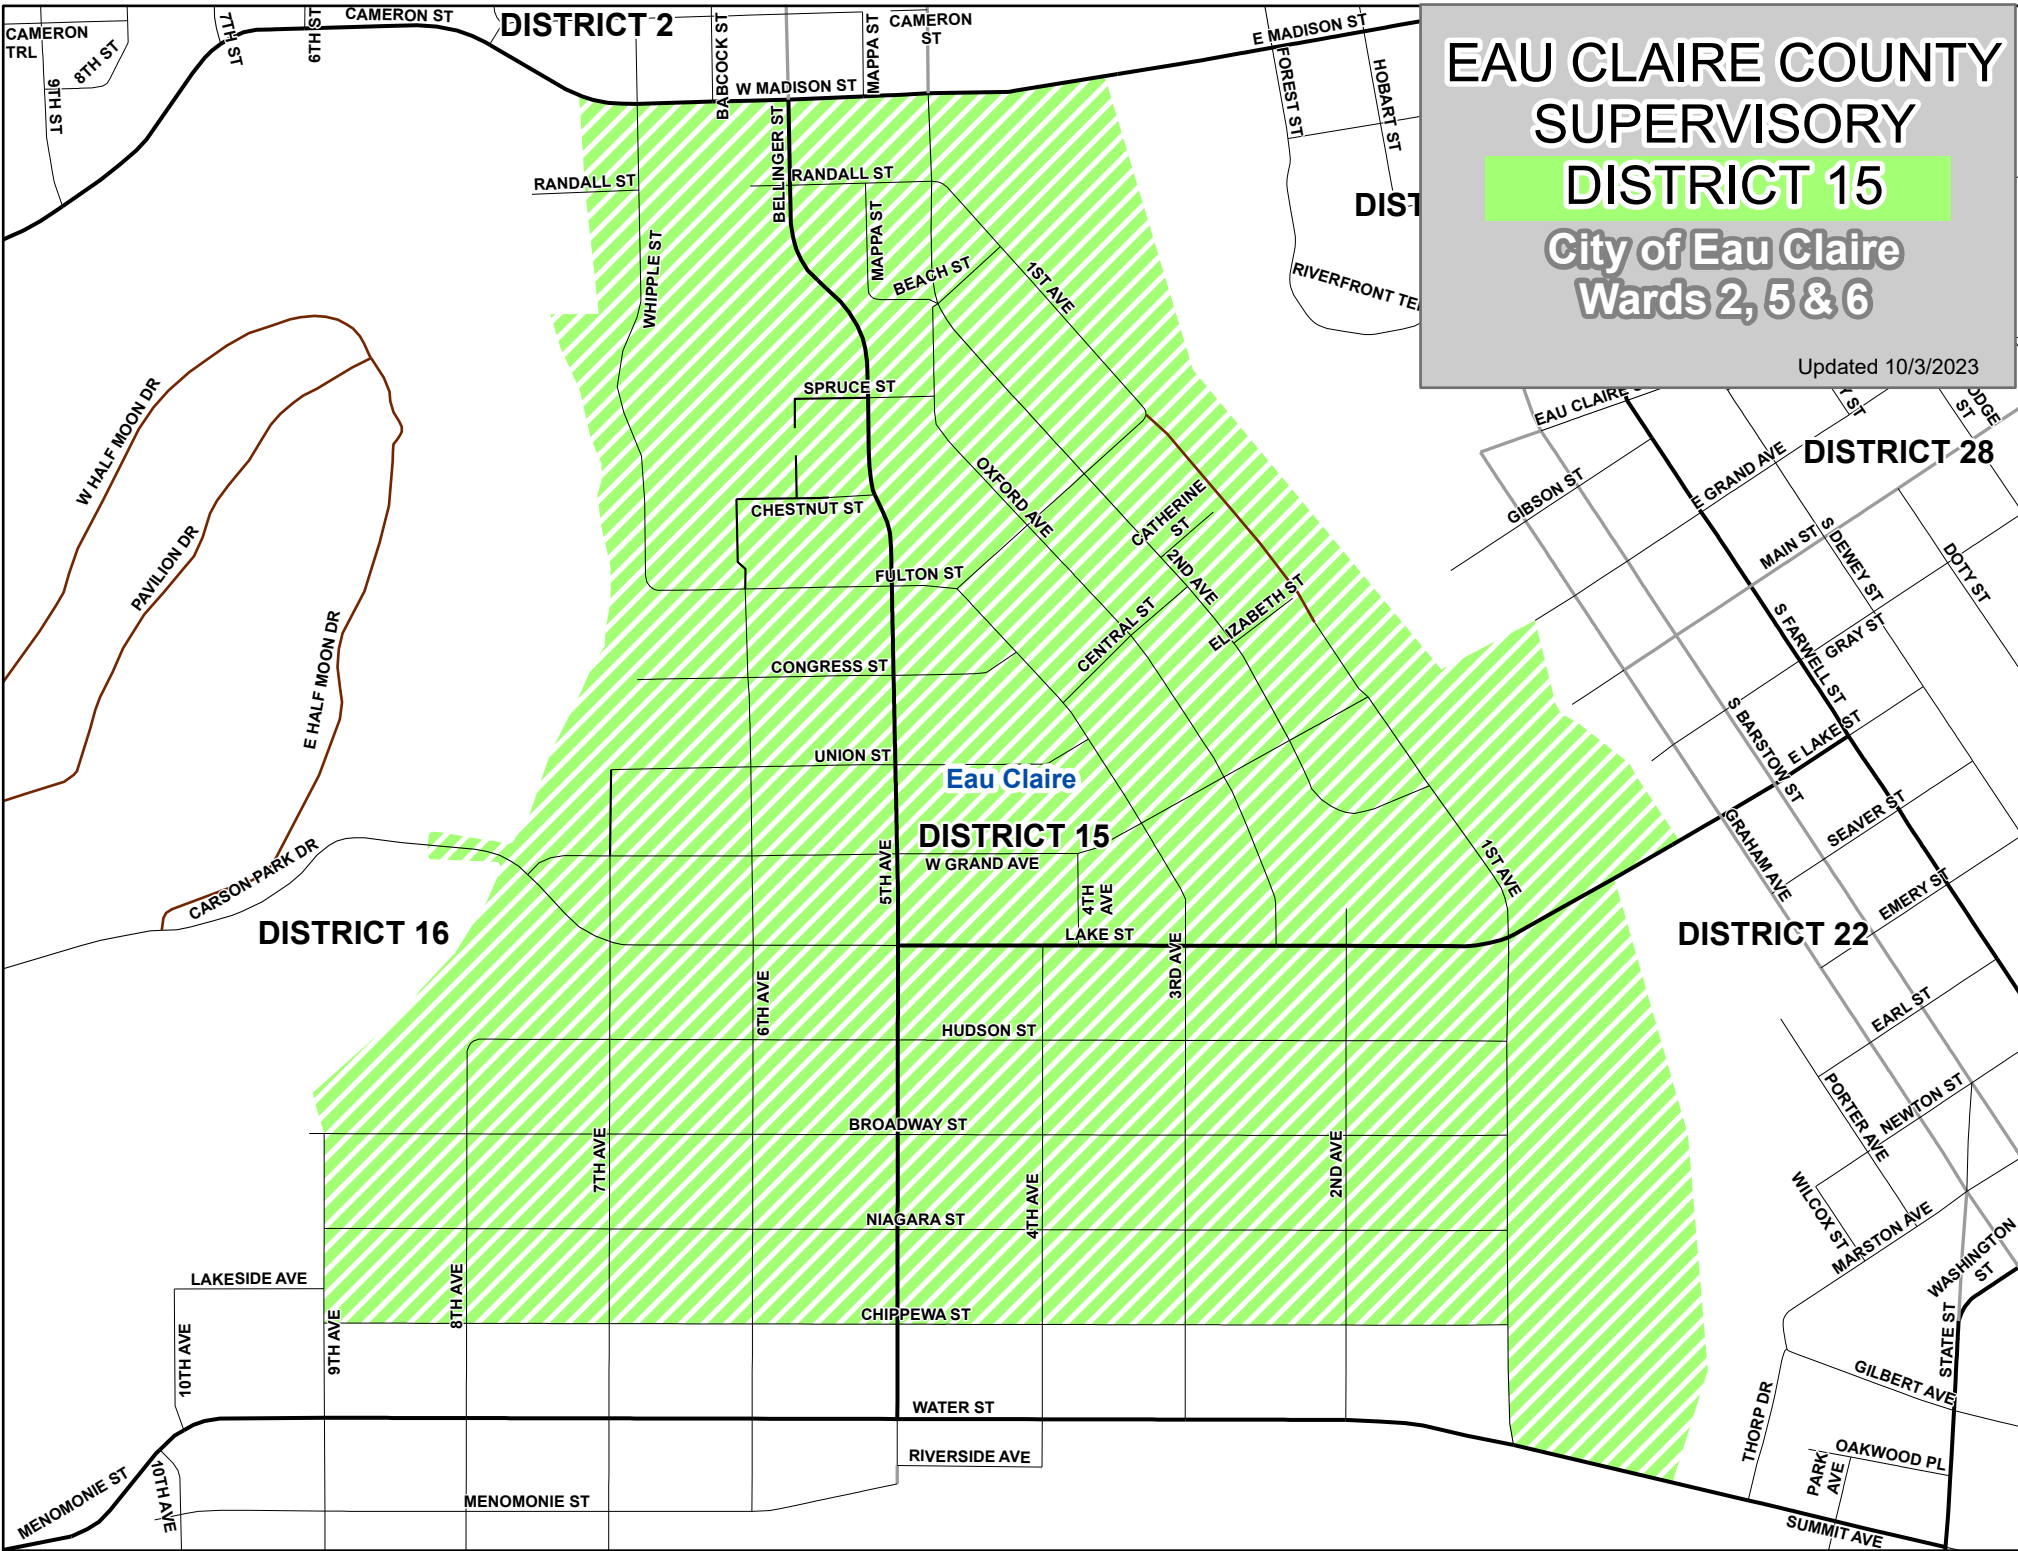 EAU CLAIRE COUNTY
SUPERVISORY
DISTRICT 15
City of Eau Claire
Wards 2, 5 & 6
Updated 10/3/2023
CAMERON
TRL
8TH ST
9TH ST
7TH ST
6TH ST
CAMERON ST
DISTRICT 2
BABCOCK ST
MAPPA ST
CAMERON
ST
W MADISON ST
E MADISON ST
FOREST ST
HOBART ST
DIST
RIVERFRONT TE
RANDALL ST
BELLINGER ST
RANDALL ST
MAPPA ST
WHIPPLE ST
BEACH ST
1ST AVE
SPRUCE ST
CHESTNUT ST
OXFORD AVE
CATHERINE
ST
2ND AVE
FULTON ST
CENTRAL ST
ELIZABETH ST
CONGRESS ST
UNION ST
Eau Claire
DISTRICT 15
W GRAND AVE
5TH AVE
4TH
AVE
1ST AVE
LAKE ST
3RD AVE
6TH AVE
HUDSON ST
BROADWAY ST
7TH AVE
4TH AVE
2ND AVE
NIAGARA ST
8TH AVE
CHIPPEWA ST
LAKESIDE AVE
10TH AVE
9TH AVE
WATER ST
RIVERSIDE AVE
MENOMONIE ST
10TH AVE
MENOMONIE ST
W HALF MOON DR
PAVILION DR
E HALF MOON DR
CARSON PARK DR
DISTRICT 16
EAU CLAIRE
Y ST
ODGE
ST
DISTRICT 28
GIBSON ST
E GRAND AVE
MAIN ST
S DEWEY ST
DOTY ST
S FARWELL ST
GRAY ST
S BARSTOW ST
E LAKE ST
GRAHAM AVE
SEAVER ST
EMERY ST
DISTRICT 22
EARL ST
PORTER AVE
NEWTON ST
WILCOX ST
MARSTON AVE
WASHINGTON
ST
STATE ST
GILBERT AVE
THORP DR
OAKWOOD PL
PARK
AVE
SUMMIT AVE